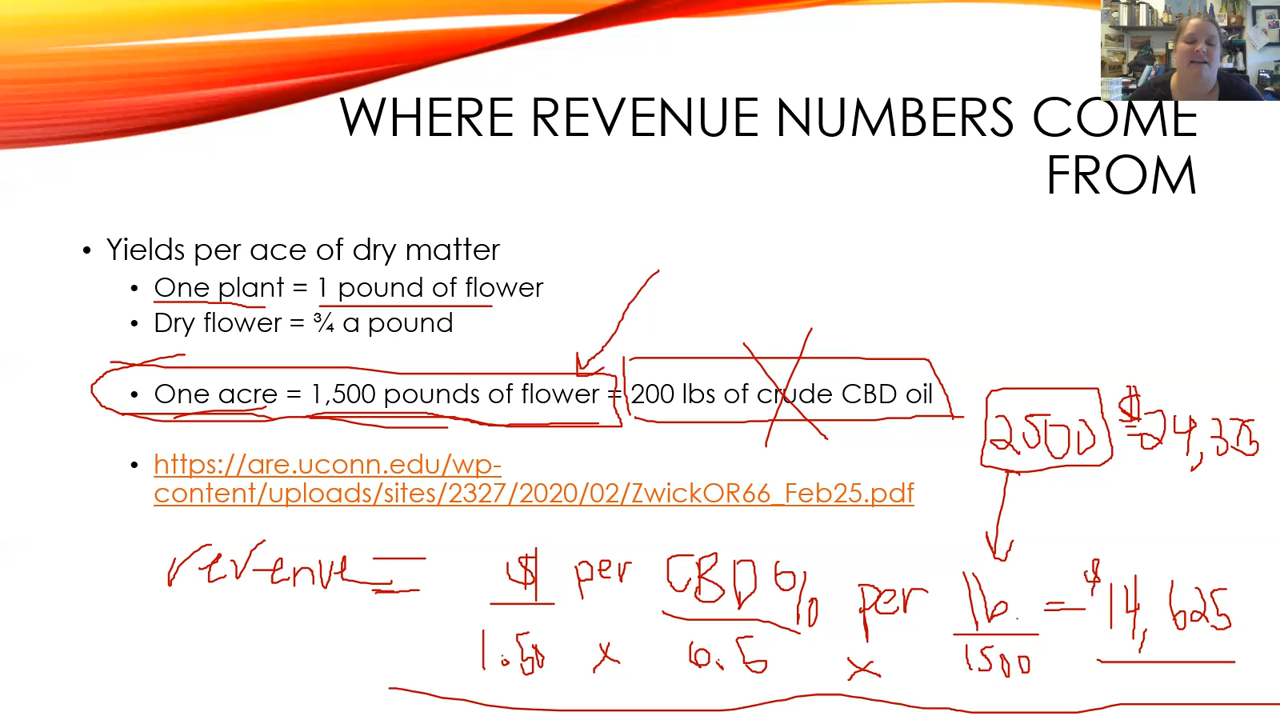 WHERE REVENUE NUMBERS COME
FROM
• Yields per ace of dry matter
• One plant = 1 pound of flower
• Dry flower = ¾ a pound
• One acre = 1,500 pounds of flower = 200 lbs of crude CBD oil
2500 $ = 24,375
• https://are.uconn.edu/wp-
content/uploads/sites/2327/2020/02/ZwickOR66_Feb25.pdf
revenue = $ per CBD % per lb. = $14,625
1.50 x 6.5 x 1500